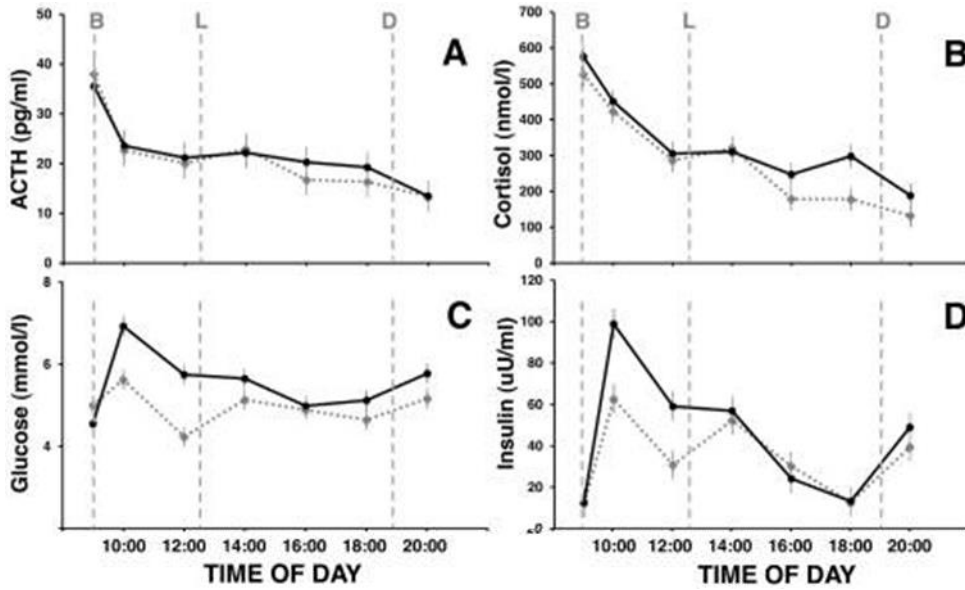 B L D A
ACTH (pg/ml)
50
40
30
20
10
0
B L D B
Cortisol (nmol/l)
700
600
500
400
300
200
100
0
C
Glucose (mmol/l)
8
6
4
10:00 12:00 14:00 16:00 18:00 20:00
TIME OF DAY
D
Insulin (uU/ml)
120
100
80
60
40
20
-0
10:00 12:00 14:00 16:00 18:00 20:00
TIME OF DAY